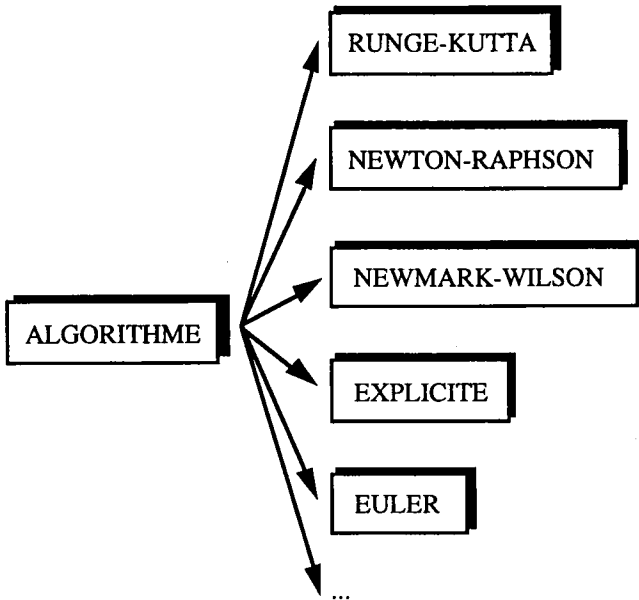 RUNGE-KUTTA
NEWTON-RAPHSON
NEWMARK-WILSON
ALGORITHME
EXPLICITE
EULER
...